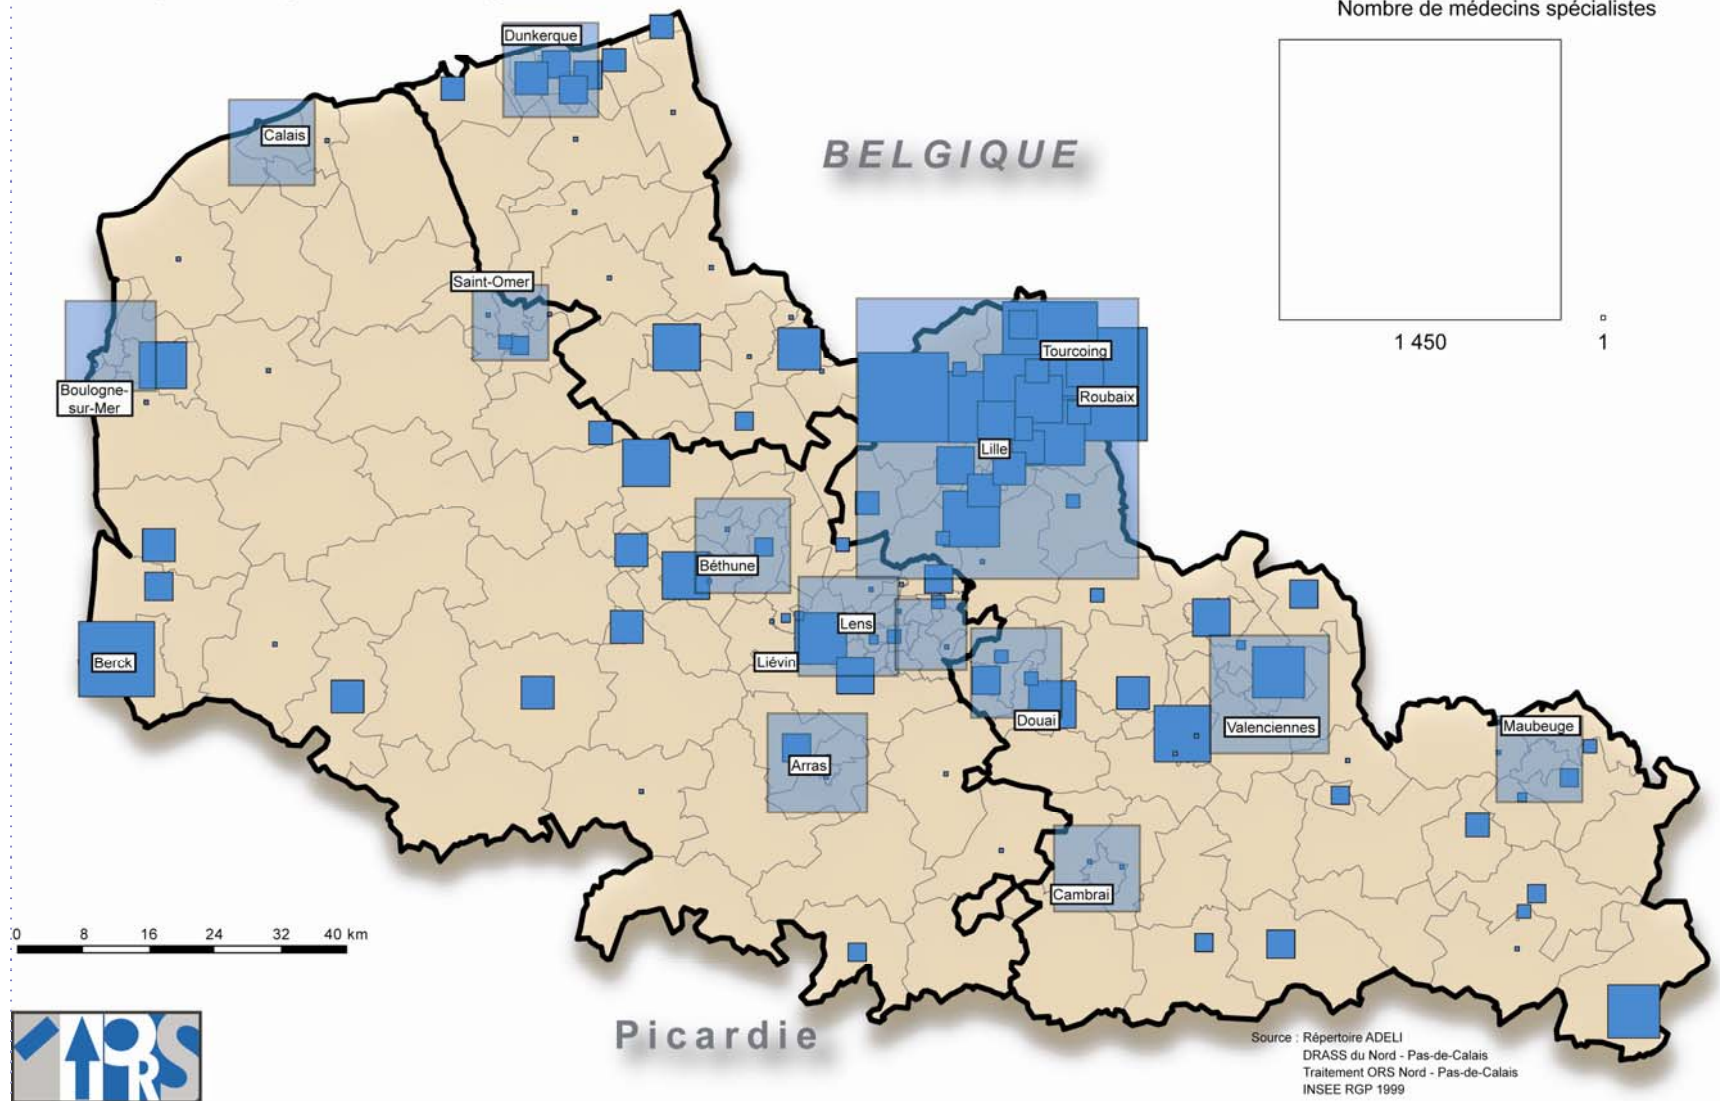 Nombre de médecins spécialistes
1 450
1
Dunkerque
Calais
BELGIQUE
Saint-Omer
Boulogne-
sur-Mer
Tourcoing
Roubaix
Lille
Béthune
Lens
Liévin
Berck
Douai
Valenciennes
Maubeuge
Arras
Cambrai
0 8 16 24 32 40 km
Picardie
Source : Répertoire ADELI
DRASS du Nord - Pas-de-Calais
Traitement ORS Nord - Pas-de-Calais
INSEE RGP 1999
ORS